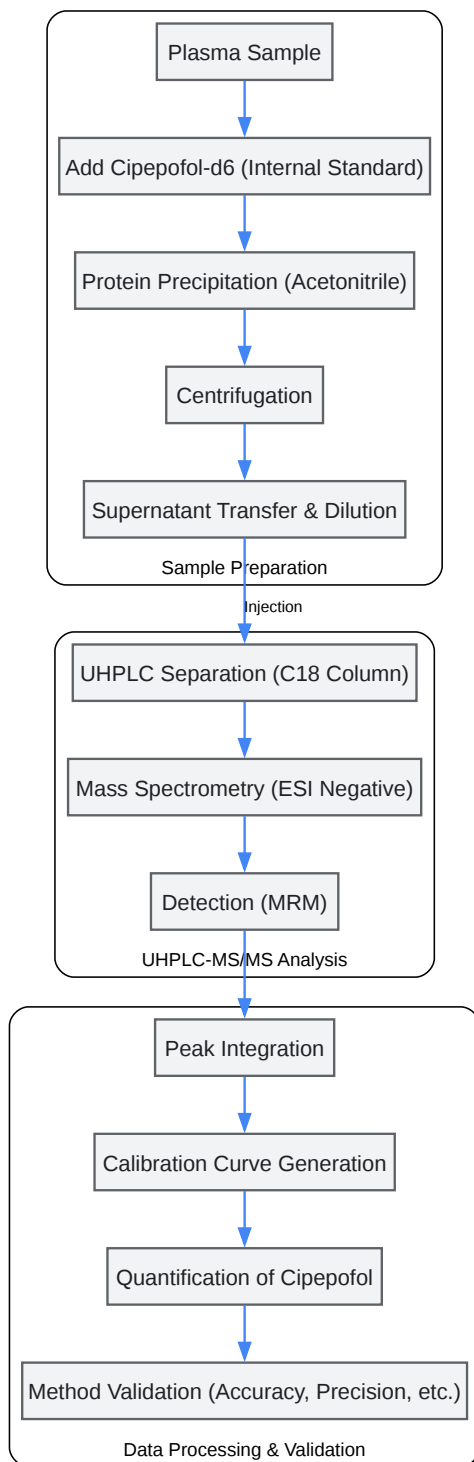 Plasma Sample
Add Cipepofol-d6 (Internal Standard)
Protein Precipitation (Acetonitrile)
Centrifugation
Supernatant Transfer & Dilution
Sample Preparation
Injection
UHPLC Separation (C18 Column)
Mass Spectrometry (ESI Negative)
Detection (MRM)
UHPLC-MS/MS Analysis
Peak Integration
Calibration Curve Generation
Quantification of Cipepofol
Method Validation (Accuracy, Precision, etc.)
Data Processing & Validation